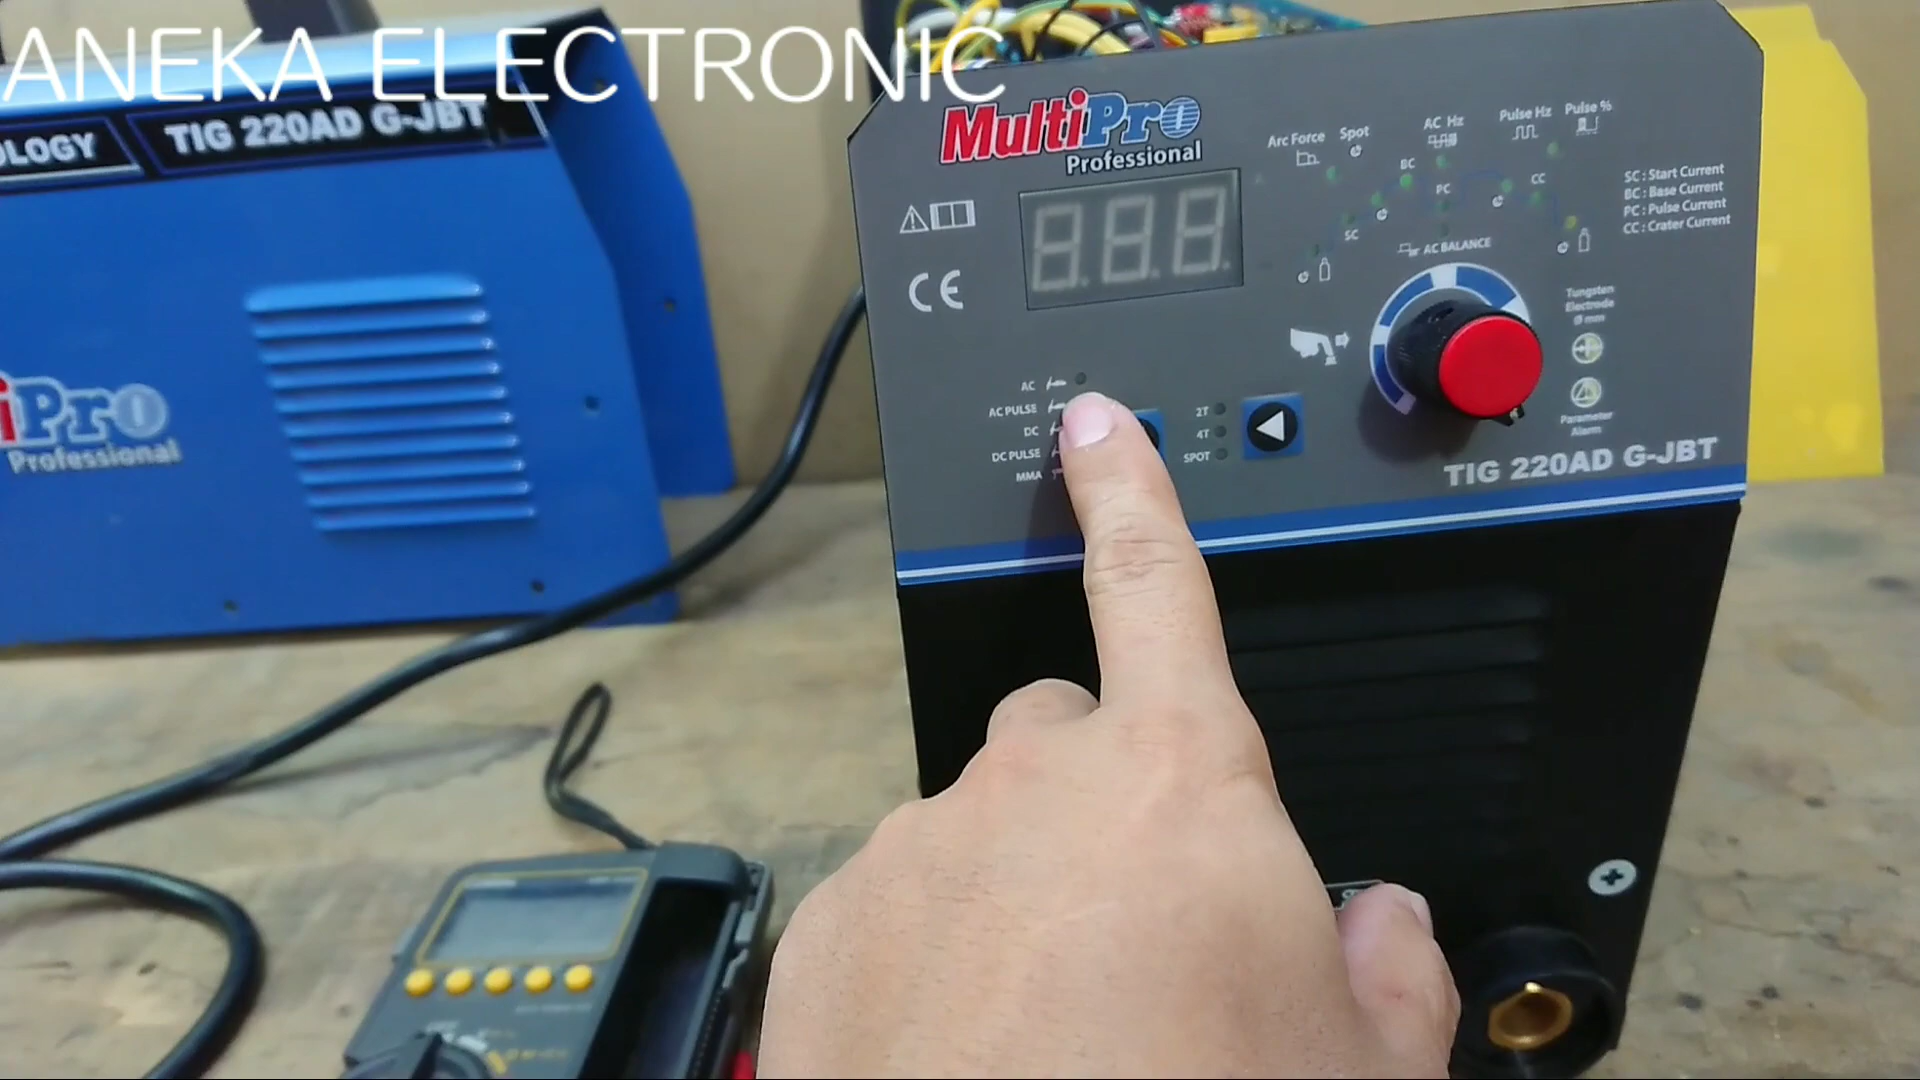 ANEKA ELECTRONIC
OLOGY
TIG 220AD G-JBT
iPro
Professional
MultiPro
Professional
CE
Arc Force
Spot
AC Hz
Pulse Hz
Pulse %
BC
PC
CC
SC
AC BALANCE
SC : Start Current
BC : Base Current
PC : Pulse Current
CC : Crater Current
Tungsten
Electrode
Ø mm
Parameter
Alarm
AC
AC PULSE
DC
DC PULSE
MMA
2T
4T
SPOT
TIG 220AD G-JBT